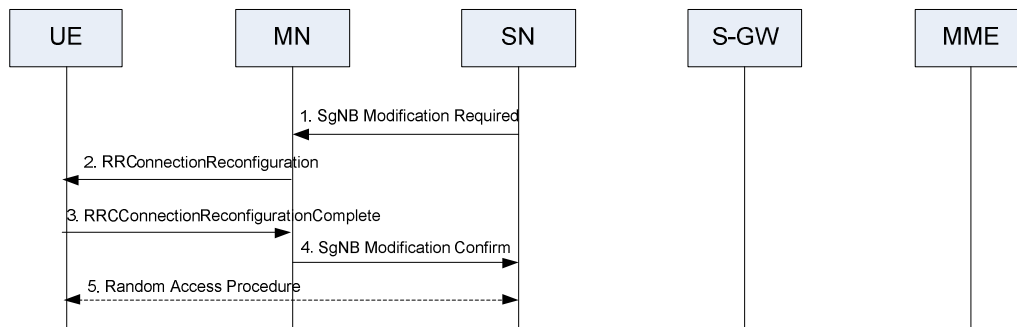 UE
MN
SN
S-GW
MME
1. SgNB Modification Required
2. RRConnectionReconfiguration
3. RRCConnectionReconfigurationComplete
4. SgNB Modification Confirm
5. Random Access Procedure